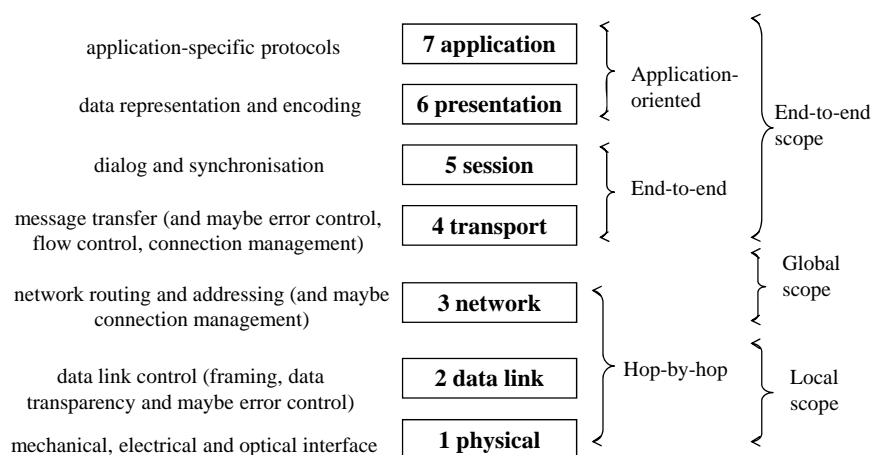 application-specific protocols
7 application
data representation and encoding
6 presentation
Application-
oriented
dialog and synchronisation
5 session
message transfer (and maybe error control,
flow control, connection management)
4 transport
End-to-end
End-to-end
scope
network routing and addressing (and maybe
connection management)
3 network
Global
scope
data link control (framing, data
transparency and maybe error control)
2 data link
Hop-by-hop
mechanical, electrical and optical interface
1 physical
Local
scope